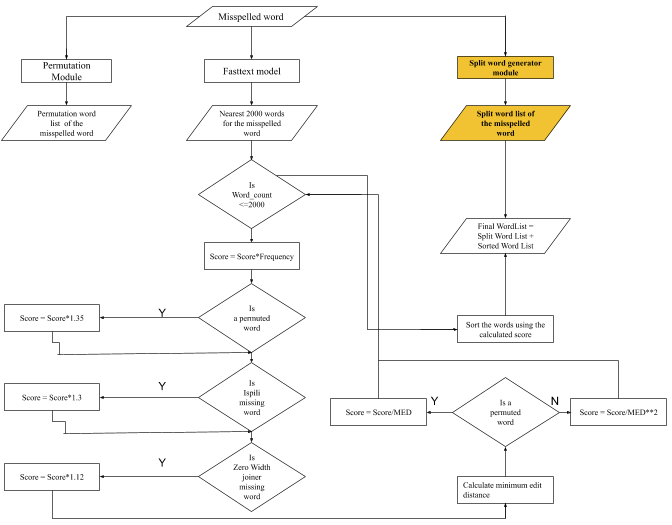 Misspelled word
Permutation
Module
Fasttext model
Split word generator
module
Permutation word
list of the
misspelled word
Nearest 2000 words
for the misspelled
word
Split word list of
the misspelled
word
Is
Word_count
<=2000
Final WordList =
Split Word List +
Sorted Word List
Score = Score*Frequency
Is
a permuted
word
Y
Score = Score*1.35
Sort the words using the
calculated score
Is
Ispili
missing
word
Y
Score = Score*1.3
Score = Score/MED
Y
Is a
permuted
word
N
Score = Score/MED**2
Is
Zero Width
joiner
missing
word
Y
Score = Score*1.12
Calculate minimum edit
distance